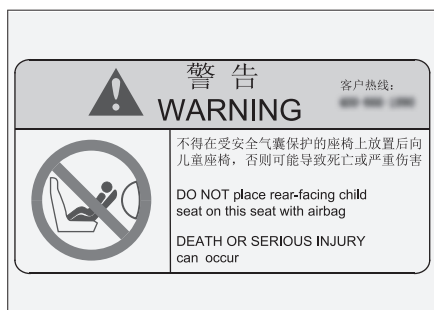 警告
客户热线：
WARNING
不得在受安全气囊保护的座椅上放置后向
儿童座椅，否则可能导致死亡或严重伤害
DO NOT place rear-facing child
seat on this seat with airbag
DEATH OR SERIOUS INJURY
can occur